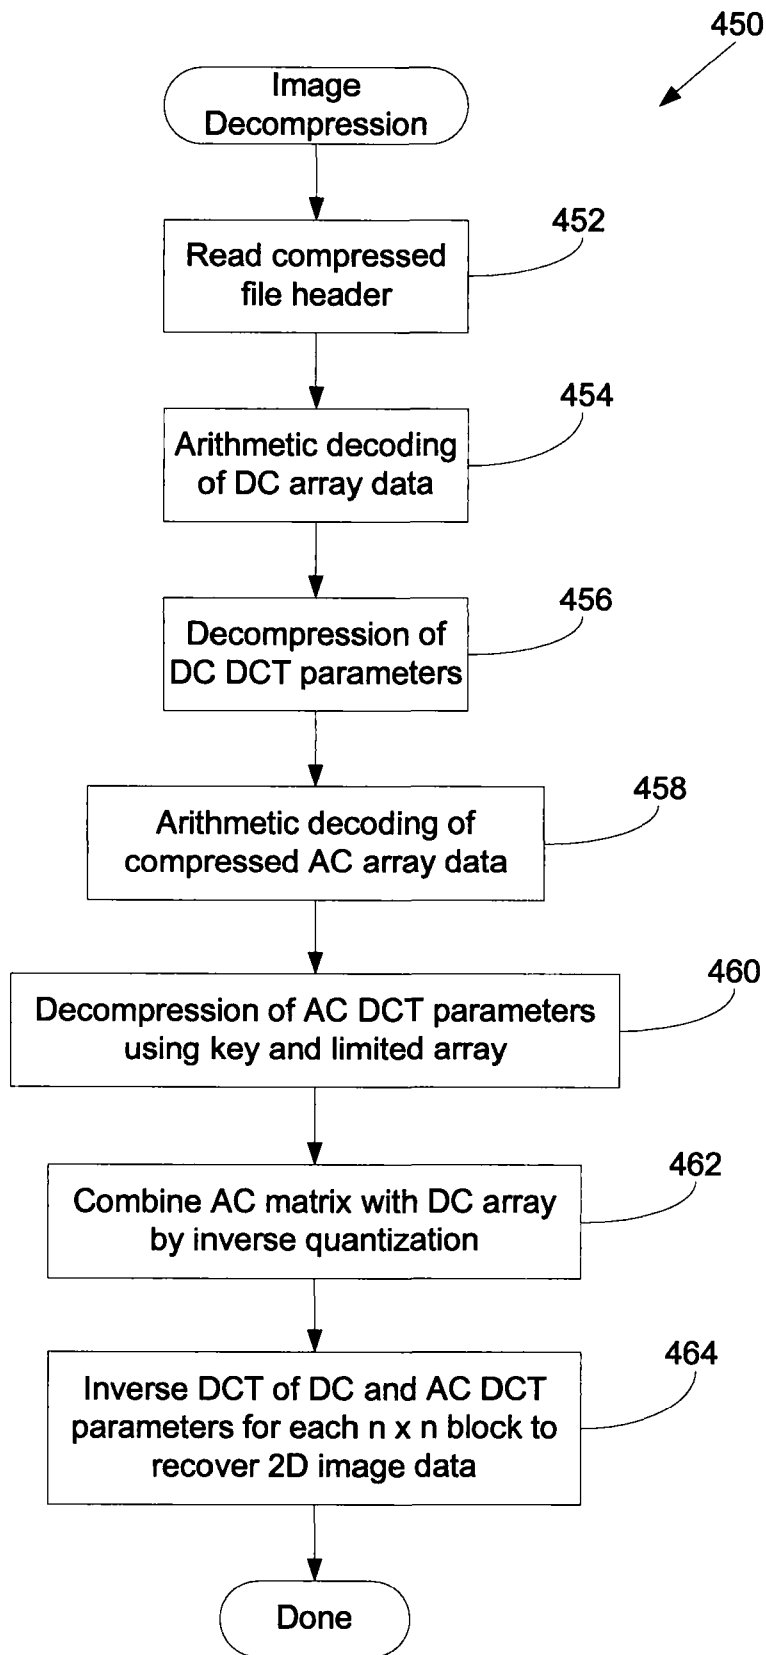 450
Image
Decompression
452
Read compressed
file header
454
Arithmetic decoding
of DC array data
456
Decompression of
DC DCT parameters
458
Arithmetic decoding of
compressed AC array data
460
Decompression of AC DCT parameters
using key and limited array
462
Combine AC matrix with DC array
by inverse quantization
464
Inverse DCT of DC and AC DCT
parameters for each n x n block to
recover 2D image data
Done